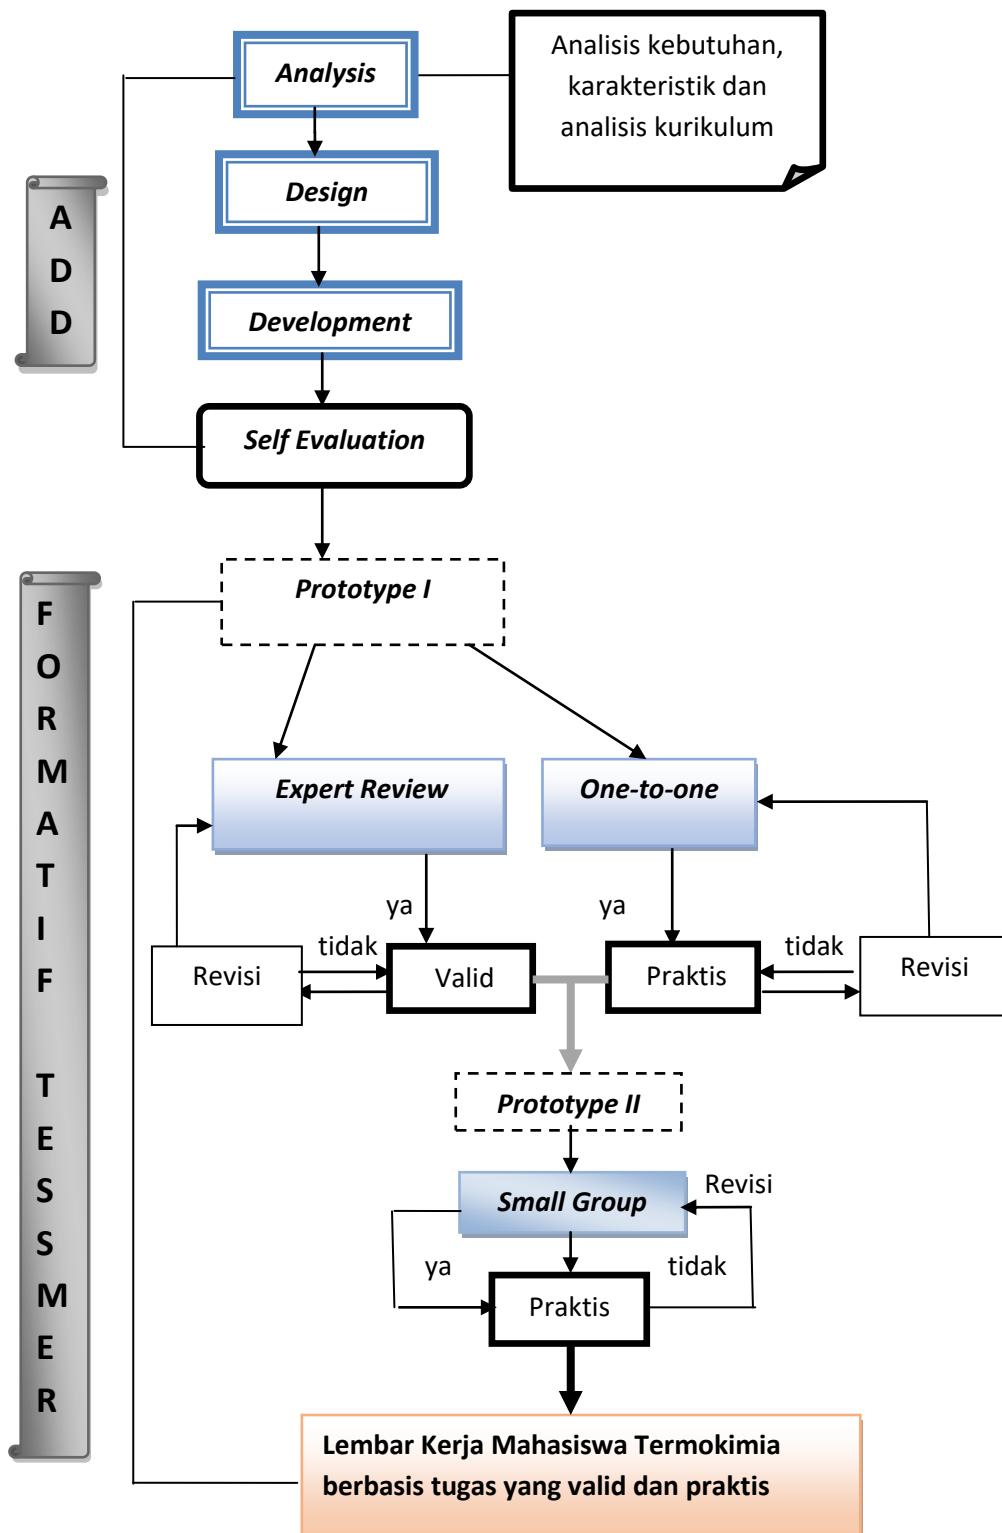 Analysis
Analisis kebutuhan,
karakteristik dan
analisis kurikulum
Design
A
D
D
Development
Self Evaluation
Prototype I
F
O
R
M
A
T
I
F
T
E
S
S
M
E
R
Expert Review
One-to-one
ya
ya
tidak
tidak
Revisi
Valid
Praktis
Revisi
Prototype II
Small Group
Revisi
ya
tidak
Praktis
Lembar Kerja Mahasiswa Termokimia
berbasis tugas yang valid dan praktis